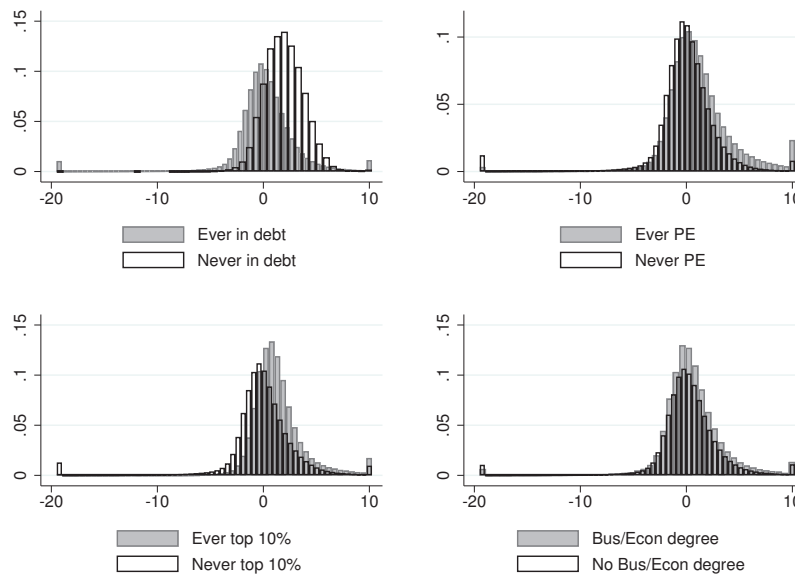 .15
.1
.05
0
-20 -10 0 10
Ever in debt
Never in debt
.1
.05
0
-20 -10 0 10
Ever PE
Never PE
.15
.1
.05
0
-20 -10 0 10
Ever top 10%
Never top 10%
.15
.1
.05
0
-20 -10 0 10
Bus/Econ degree
No Bus/Econ degree